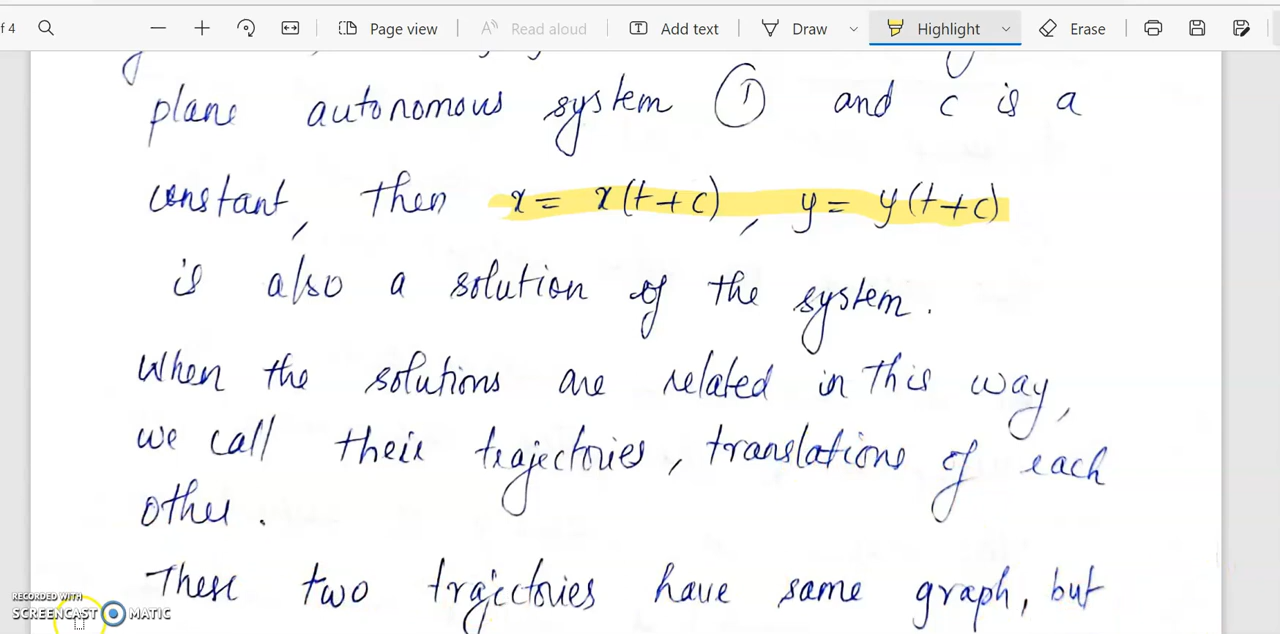 f 4 Page view Read aloud Add text Draw Highlight Erase
plane autonomous system ① and c is a
constant, then x = x(t+c), y = y(t+c)
is also a solution of the system.
When the solutions are related in this way,
we call their trajectories, translations of each
other.
These two trajectories have same graph, but
RECORDED WITH
SCREENCAST MATIC